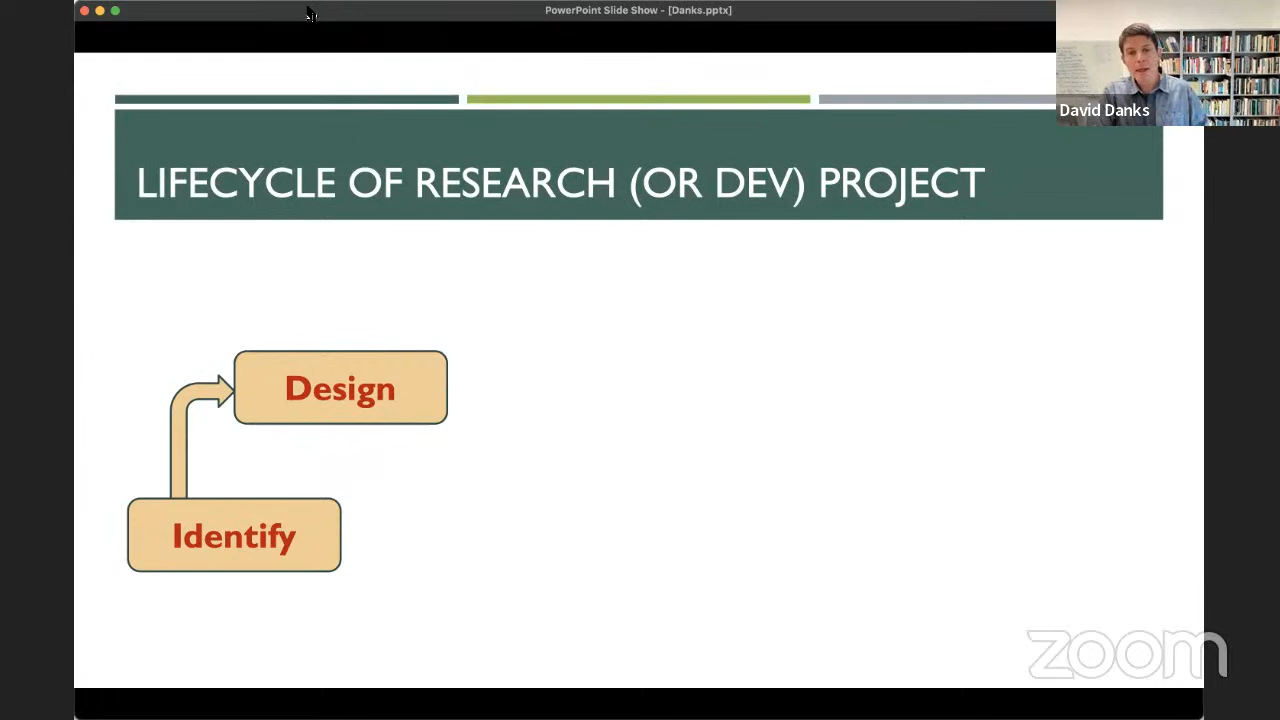 PowerPoint Slide Show - [Danks.pptx]
David Danks
LIFECYCLE OF RESEARCH (OR DEV) PROJECT
Design
Identify
zoom